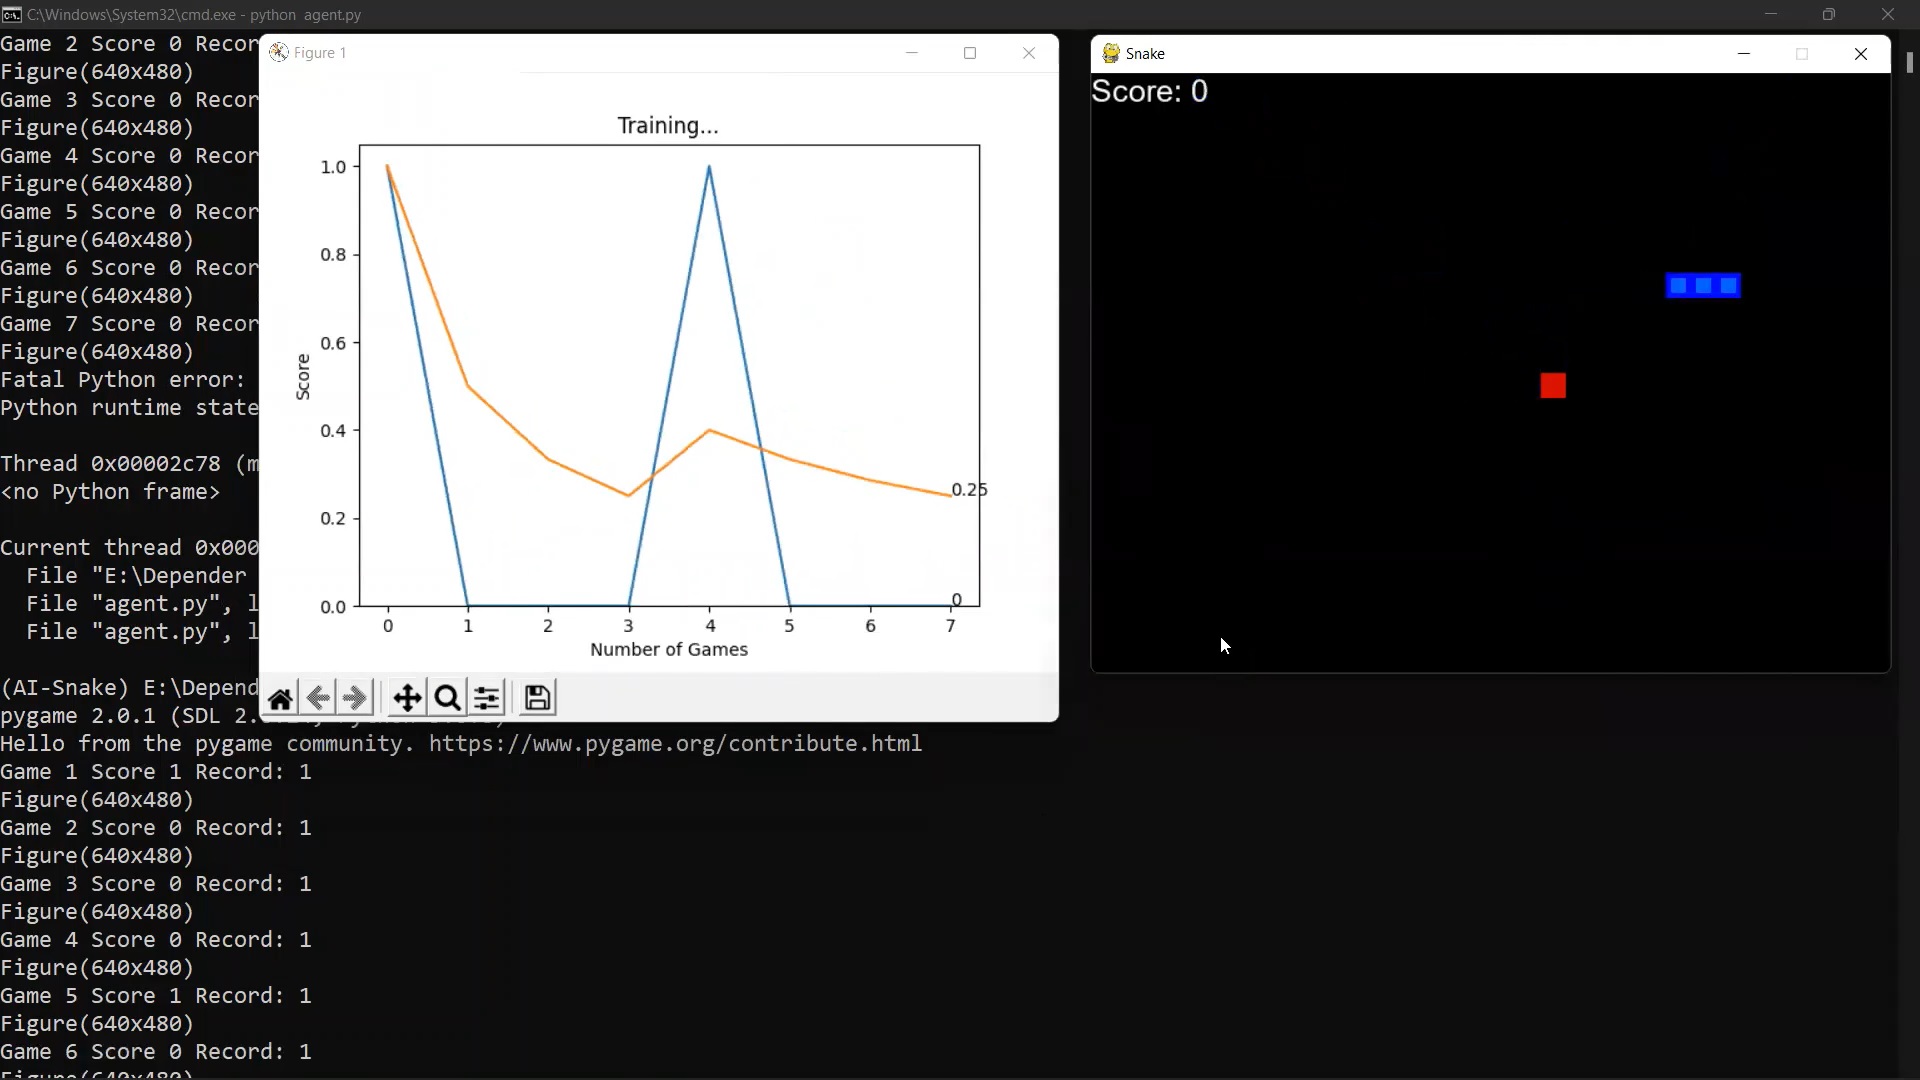 C:\Windows\System32\cmd.exe - python agent.py
Game 2 Score 0 Recor
Figure(640x480)
Game 3 Score 0 Recor
Figure(640x480)
Game 4 Score 0 Recor
Figure(640x480)
Game 5 Score 0 Recor
Figure(640x480)
Game 6 Score 0 Recor
Figure(640x480)
Game 7 Score 0 Recor
Figure(640x480)
Fatal Python error:
Python runtime state
Thread 0x00002c78 (m
<no Python frame>
Current thread 0x000
File "E:\Depender
File "agent.py", l
File "agent.py", l
(AI-Snake) E:\Depend
pygame 2.0.1 (SDL 2.
Hello from the pygame community. https://www.pygame.org/contribute.html
Game 1 Score 1 Record: 1
Figure(640x480)
Game 2 Score 0 Record: 1
Figure(640x480)
Game 3 Score 0 Record: 1
Figure(640x480)
Game 4 Score 0 Record: 1
Figure(640x480)
Game 5 Score 1 Record: 1
Figure(640x480)
Game 6 Score 0 Record: 1
Figure 1
Training...
Score
1.0
0.8
0.6
0.4
0.2
0.0
0.25
0
0 1 2 3 4 5 6 7
Number of Games
Snake
Score: 0